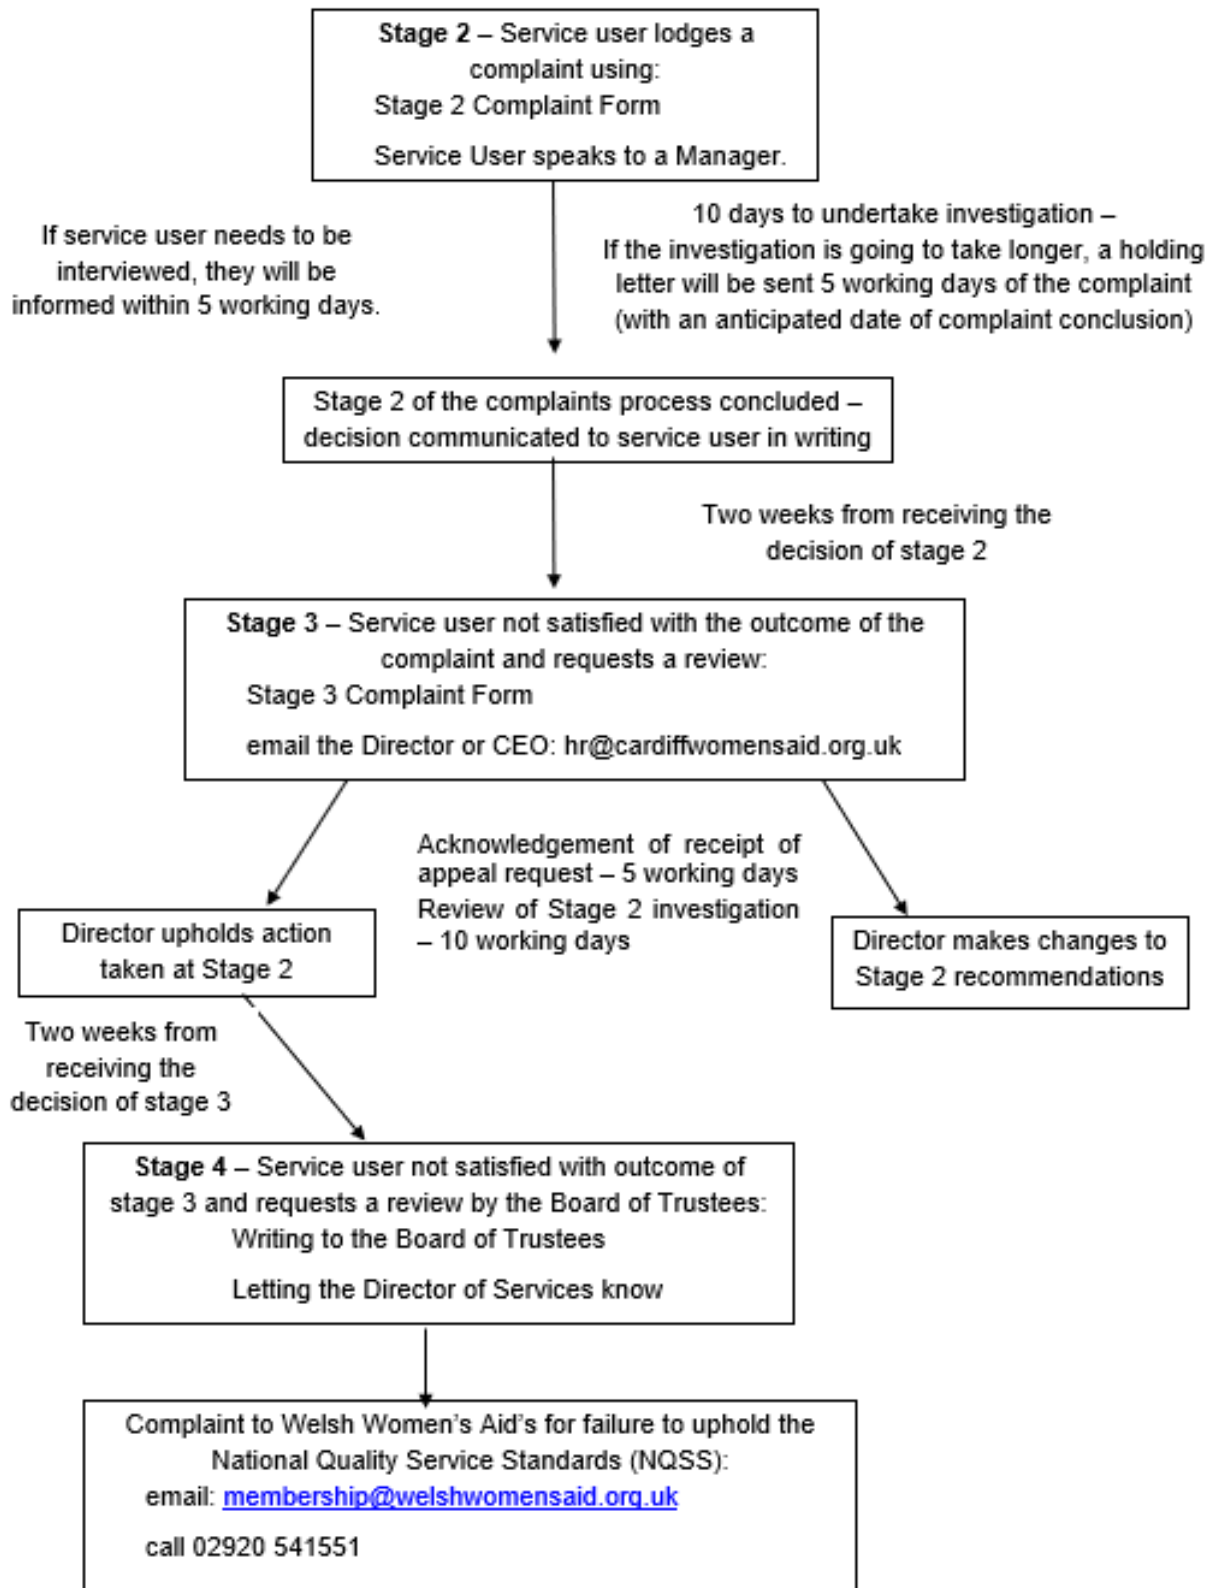 Stage 2 – Service user lodges a
complaint using:
Stage 2 Complaint Form
Service User speaks to a Manager.
If service user needs to be
interviewed, they will be
informed within 5 working days.
10 days to undertake investigation –
If the investigation is going to take longer, a holding
letter will be sent 5 working days of the complaint
(with an anticipated date of complaint conclusion)
Stage 2 of the complaints process concluded –
decision communicated to service user in writing
Two weeks from receiving the
decision of stage 2
Stage 3 – Service user not satisfied with the outcome of the
complaint and requests a review:
Stage 3 Complaint Form
email the Director or CEO: hr@cardiffwomensaid.org.uk
Acknowledgement of receipt of
appeal request – 5 working days
Review of Stage 2 investigation
– 10 working days
Director upholds action
taken at Stage 2
Director makes changes to
Stage 2 recommendations
Two weeks from
receiving the
decision of stage 3
Stage 4 – Service user not satisfied with outcome of
stage 3 and requests a review by the Board of Trustees:
Writing to the Board of Trustees
Letting the Director of Services know
Complaint to Welsh Women's Aid's for failure to uphold the
National Quality Service Standards (NQSS):
email: membership@welshwomensaid.org.uk
call 02920 541551